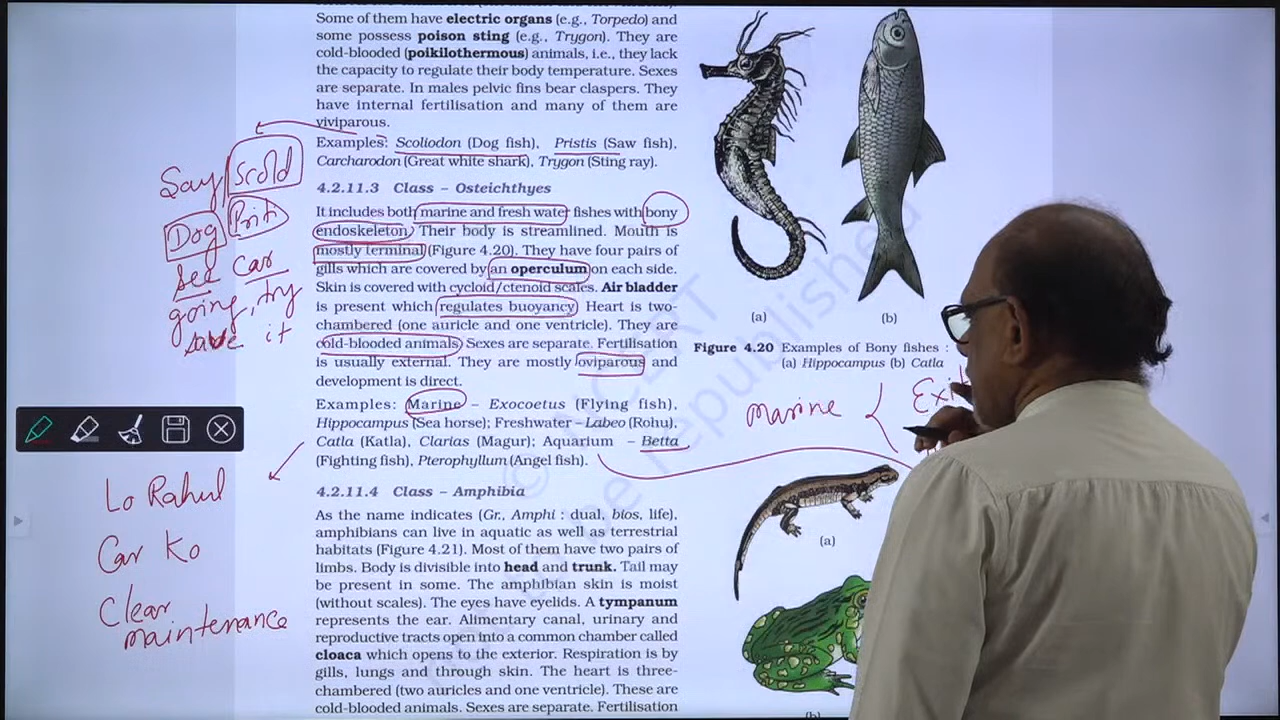 Some of them have electric organs (e.g., Torpedo) and
some possess poison sting (e.g., Trygon). They are
cold-blooded (poikilothermous) animals, i.e., they lack
the capacity to regulate their body temperature. Sexes
are separate. In males pelvic fins bear claspers. They
have internal fertilisation and many of them are
viviparous.
Examples: Scoliodon (Dog fish), Pristis (Saw fish),
Carcharodon (Great white shark), Trygon (Sting ray).
4.2.11.3 Class – Osteichthyes
It includes both marine and fresh water fishes with bony
endoskeleton. Their body is streamlined. Mouth is
mostly terminal (Figure 4.20). They have four pairs of
gills which are covered by an operculum on each side.
Skin is covered with cycloid/ctenoid scales. Air bladder
is present which regulates buoyancy. Heart is two-
chambered (one auricle and one ventricle). They are
cold-blooded animals. Sexes are separate. Fertilisation
is usually external. They are mostly oviparous and
development is direct.
Examples: Marine – Exocoetus (Flying fish),
Hippocampus (Sea horse); Freshwater – Labeo (Rohu),
Catla (Katla), Clarias (Magur); Aquarium – Betta
(Fighting fish), Pterophyllum (Angel fish).
4.2.11.4 Class – Amphibia
As the name indicates (Gr., Amphi : dual, bios, life),
amphibians can live in aquatic as well as terrestrial
habitats (Figure 4.21). Most of them have two pairs of
limbs. Body is divisible into head and trunk. Tail may
be present in some. The amphibian skin is moist
(without scales). The eyes have eyelids. A tympanum
represents the ear. Alimentary canal, urinary and
reproductive tracts open into a common chamber called
cloaca which opens to the exterior. Respiration is by
gills, lungs and through skin. The heart is three-
chambered (two auricles and one ventricle). These are
cold-blooded animals. Sexes are separate. Fertilisation
Say Scold
Dog Priti
See Car
going, try
save it
Lo Rahul
Car Ko
Clear
maintenance
(a)
(b)
Figure 4.20 Examples of Bony fishes :
(a) Hippocampus (b) Catla
marine
(a)
(b)
© NCERT
not to be republished